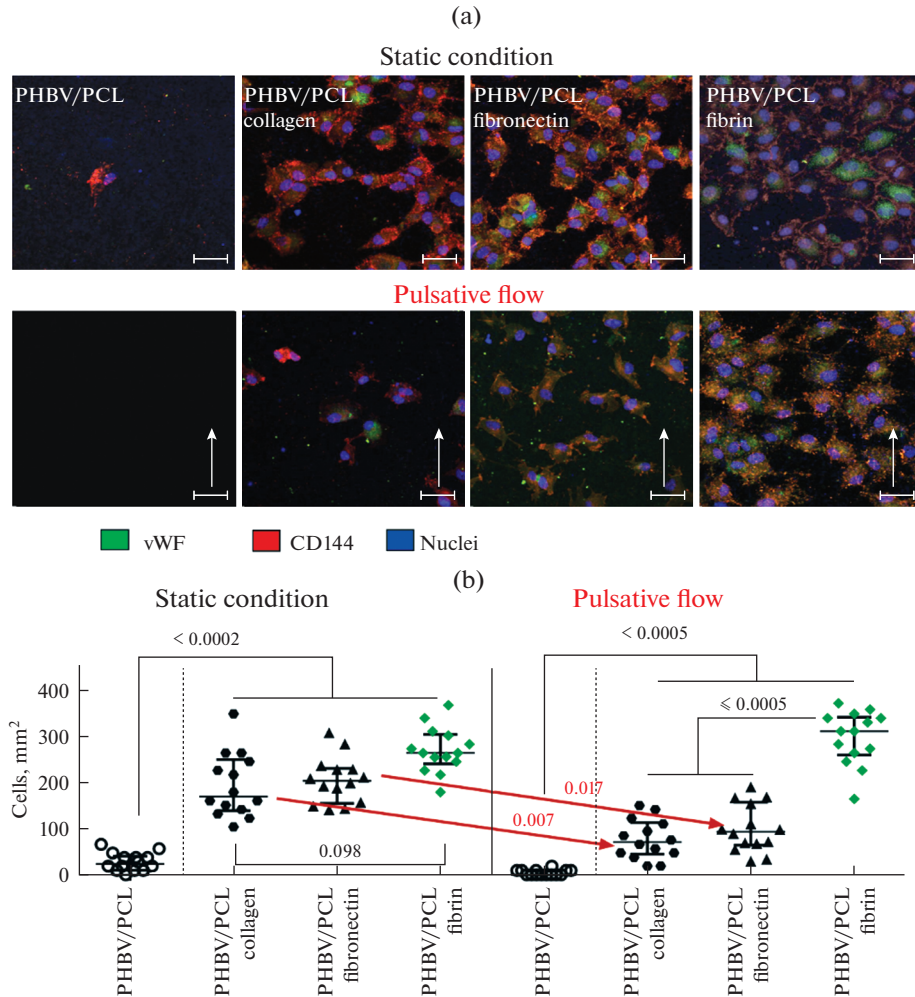 (a)
Static condition
PHBV/PCL
PHBV/PCL
collagen
PHBV/PCL
fibronectin
PHBV/PCL
fibrin
Pulsative flow
vWF
CD144
Nuclei
(b)
Static condition
Pulsative flow
< 0.0002
< 0.0005
⩽ 0.0005
Cells, mm²
400
300
200
100
0
0.017
0.007
0.098
PHBV/PCL
PHBV/PCL
collagen
PHBV/PCL
fibronectin
PHBV/PCL
fibrin
PHBV/PCL
PHBV/PCL
collagen
PHBV/PCL
fibronectin
PHBV/PCL
fibrin